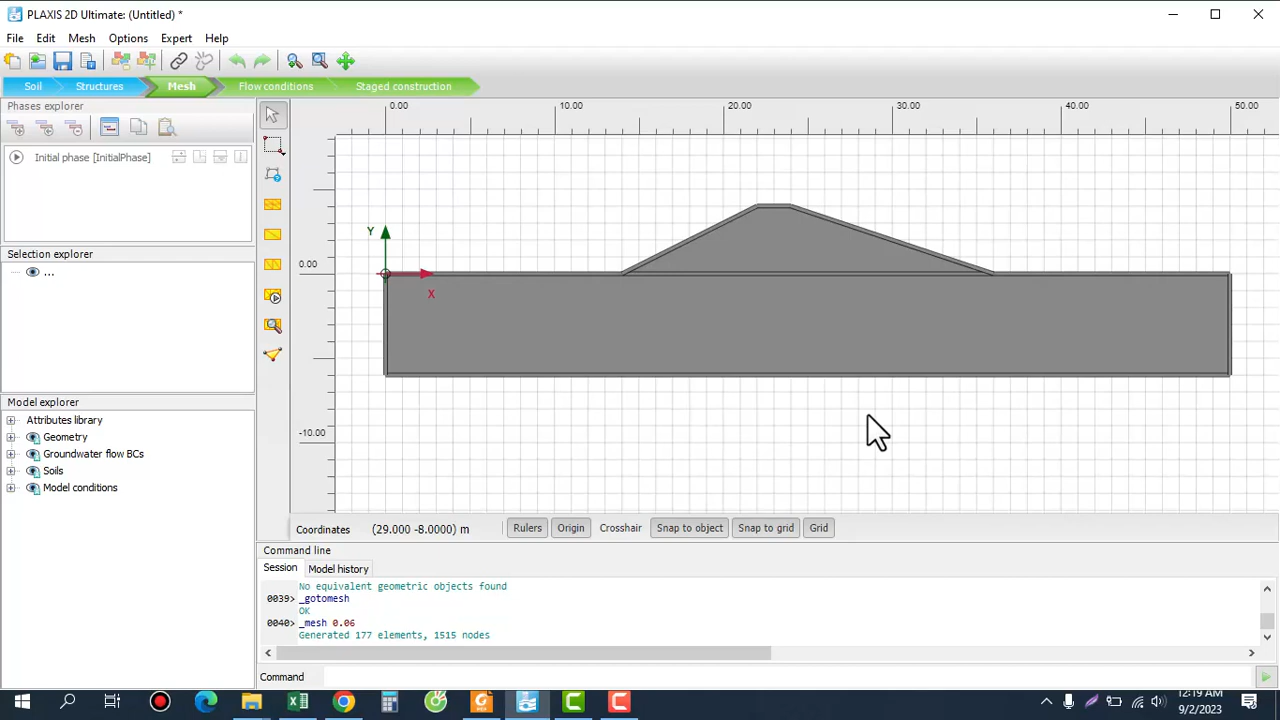 PLAXIS 2D Ultimate: (Untitled) *
File Edit Mesh Options Expert Help
Soil Structures Mesh Flow conditions Staged construction
Phases explorer
Initial phase [InitialPhase]
Selection explorer
...
Model explorer
Attributes library
Geometry
Groundwater flow BCs
Soils
Model conditions
0.00 10.00 20.00 30.00 40.00 50.00
Y
0.00
X
-10.00
Coordinates (29.000 -8.0000) m Rulers Origin Crosshair Snap to object Snap to grid Grid
Command line
Session Model history
No equivalent geometric objects found
0039> _gotomesh
OK
0040> _mesh 0.06
Generated 177 elements, 1515 nodes
Command
12:19 AM
9/2/2023